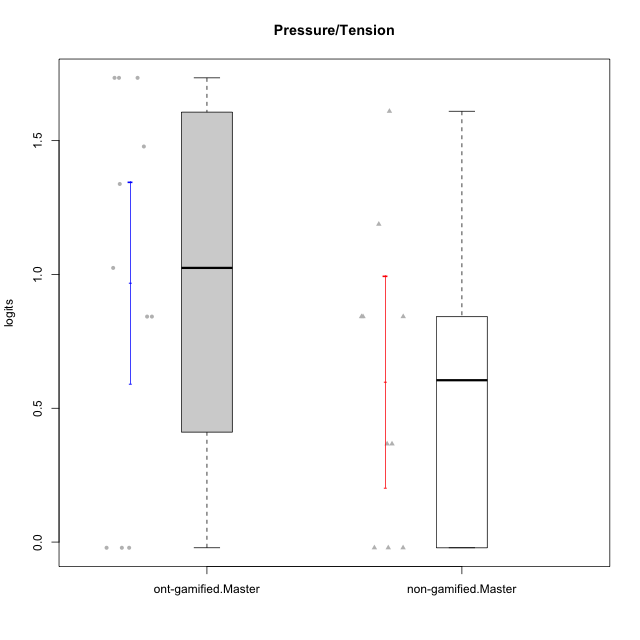 Pressure/Tension
logits
1.5
1.0
0.5
0.0
ont-gamified.Master
non-gamified.Master